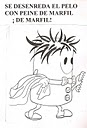 SE DESENREDA EL PELO
CON PEINE DE MARFIL
¡ DE MARFIL!